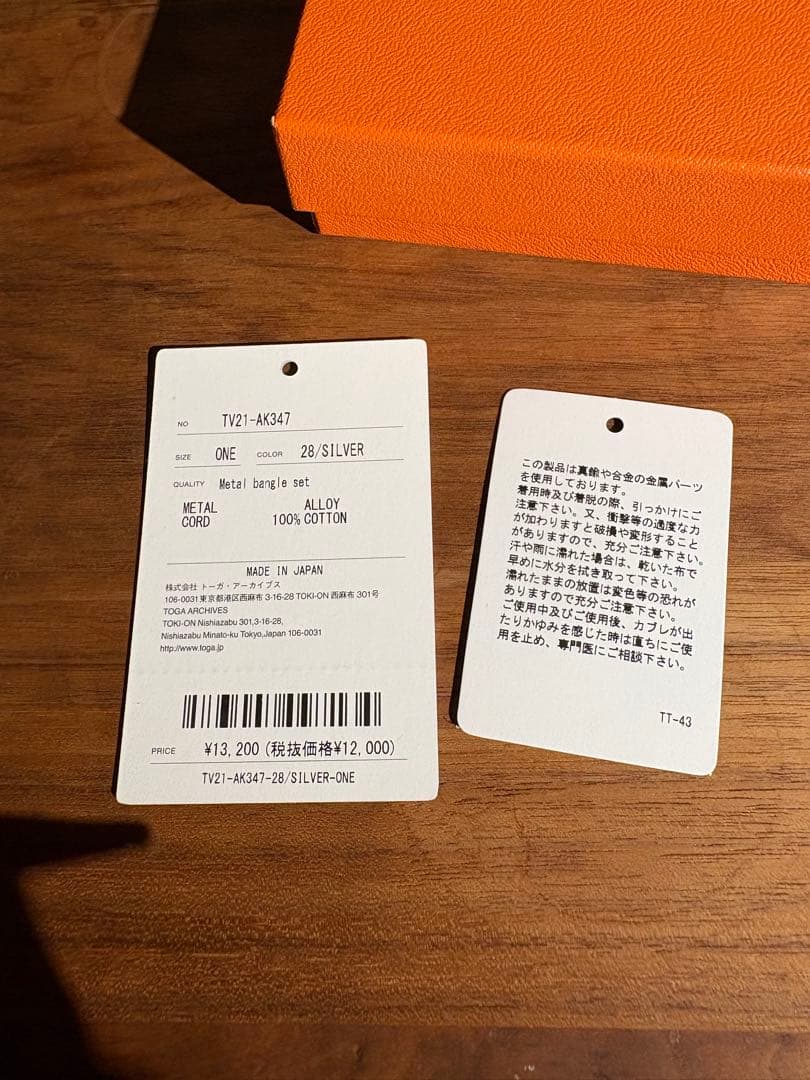 NO TV21-AK347
SIZE ONE COLOR 28/SILVER
QUALITY Metal bangle set
METAL ALLOY
CORD 100% COTTON
MADE IN JAPAN
株式会社 トーガ・アーカイブス
106-0031東京都港区西麻布 3-16-28 TOKI-ON 西麻布 301号
TOGA ARCHIVES
TOKI-ON Nishiazabu 301,3-16-28,
Nishiazabu Minato-ku Tokyo,Japan 106-0031
http://www.toga.jp
PRICE ¥13,200(税抜価格¥12,000)
TV21-AK347-28/SILVER-ONE
この製品は真鍮や合金の金属パーツ
を使用しております。
着用時及び着脱の際、引っかけにご
注意下さい。又、衝撃等の過度な力
が加わりますと破損や変形すること
がありますので、充分ご注意下さい。
汗や雨に濡れた場合は、乾いた布で
早めに水分を拭き取って下さい。
濡れたままの放置は変色等の恐れが
ありますので充分ご注意下さい。
ご使用中及びご使用後、カブレが出
たりかゆみを感じた時は直ちにご使
用を止め、専門医にご相談下さい。
TT-43